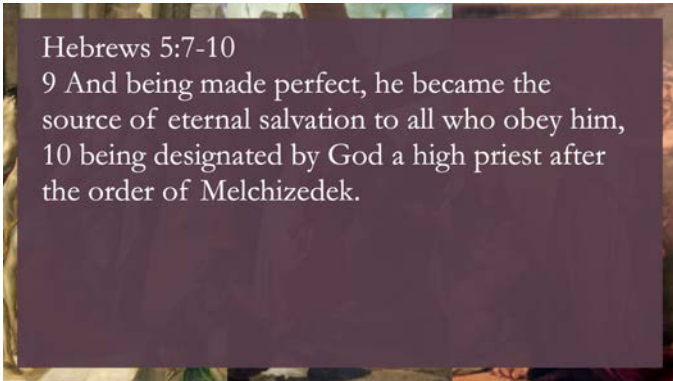 Hebrews 5:7-10
9 And being made perfect, he became the
source of eternal salvation to all who obey him,
10 being designated by God a high priest after
the order of Melchizedek.